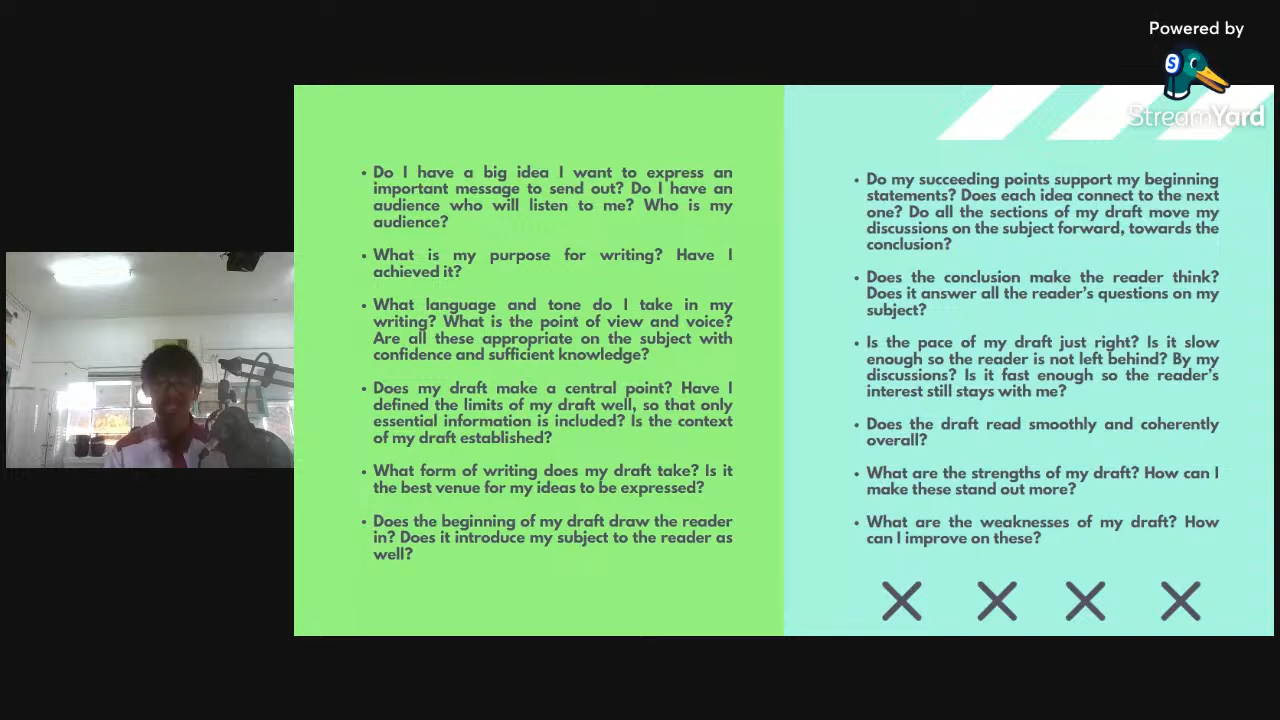 Powered by
S
StreamYard
• Do I have a big idea I want to express an
important message to send out? Do I have an
audience who will listen to me? Who is my
audience?
• What is my purpose for writing? Have I
achieved it?
• What language and tone do I take in my
writing? What is the point of view and voice?
Are all these appropriate on the subject with
confidence and sufficient knowledge?
• Does my draft make a central point? Have I
defined the limits of my draft well, so that only
essential information is included? Is the context
of my draft established?
• What form of writing does my draft take? Is it
the best venue for my ideas to be expressed?
• Does the beginning of my draft draw the reader
in? Does it introduce my subject to the reader as
well?
• Do my succeeding points support my beginning
statements? Does each idea connect to the next
one? Do all the sections of my draft move my
discussions on the subject forward, towards the
conclusion?
• Does the conclusion make the reader think?
Does it answer all the reader's questions on my
subject?
• Is the pace of my draft just right? Is it slow
enough so the reader is not left behind? By my
discussions? Is it fast enough so the reader's
interest still stays with me?
• Does the draft read smoothly and coherently
overall?
• What are the strengths of my draft? How can I
make these stand out more?
• What are the weaknesses of my draft? How
can I improve on these?